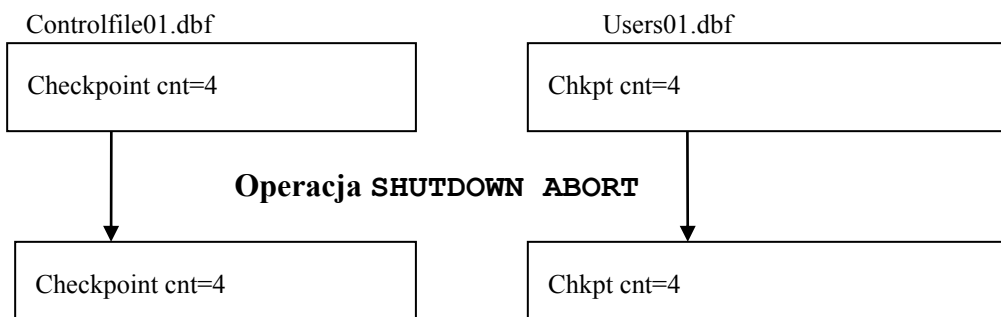 Controlfile01.dbf Users01.dbf
Checkpoint cnt=4 Chkpt cnt=4
Operacja SHUTDOWN ABORT
Checkpoint cnt=4 Chkpt cnt=4